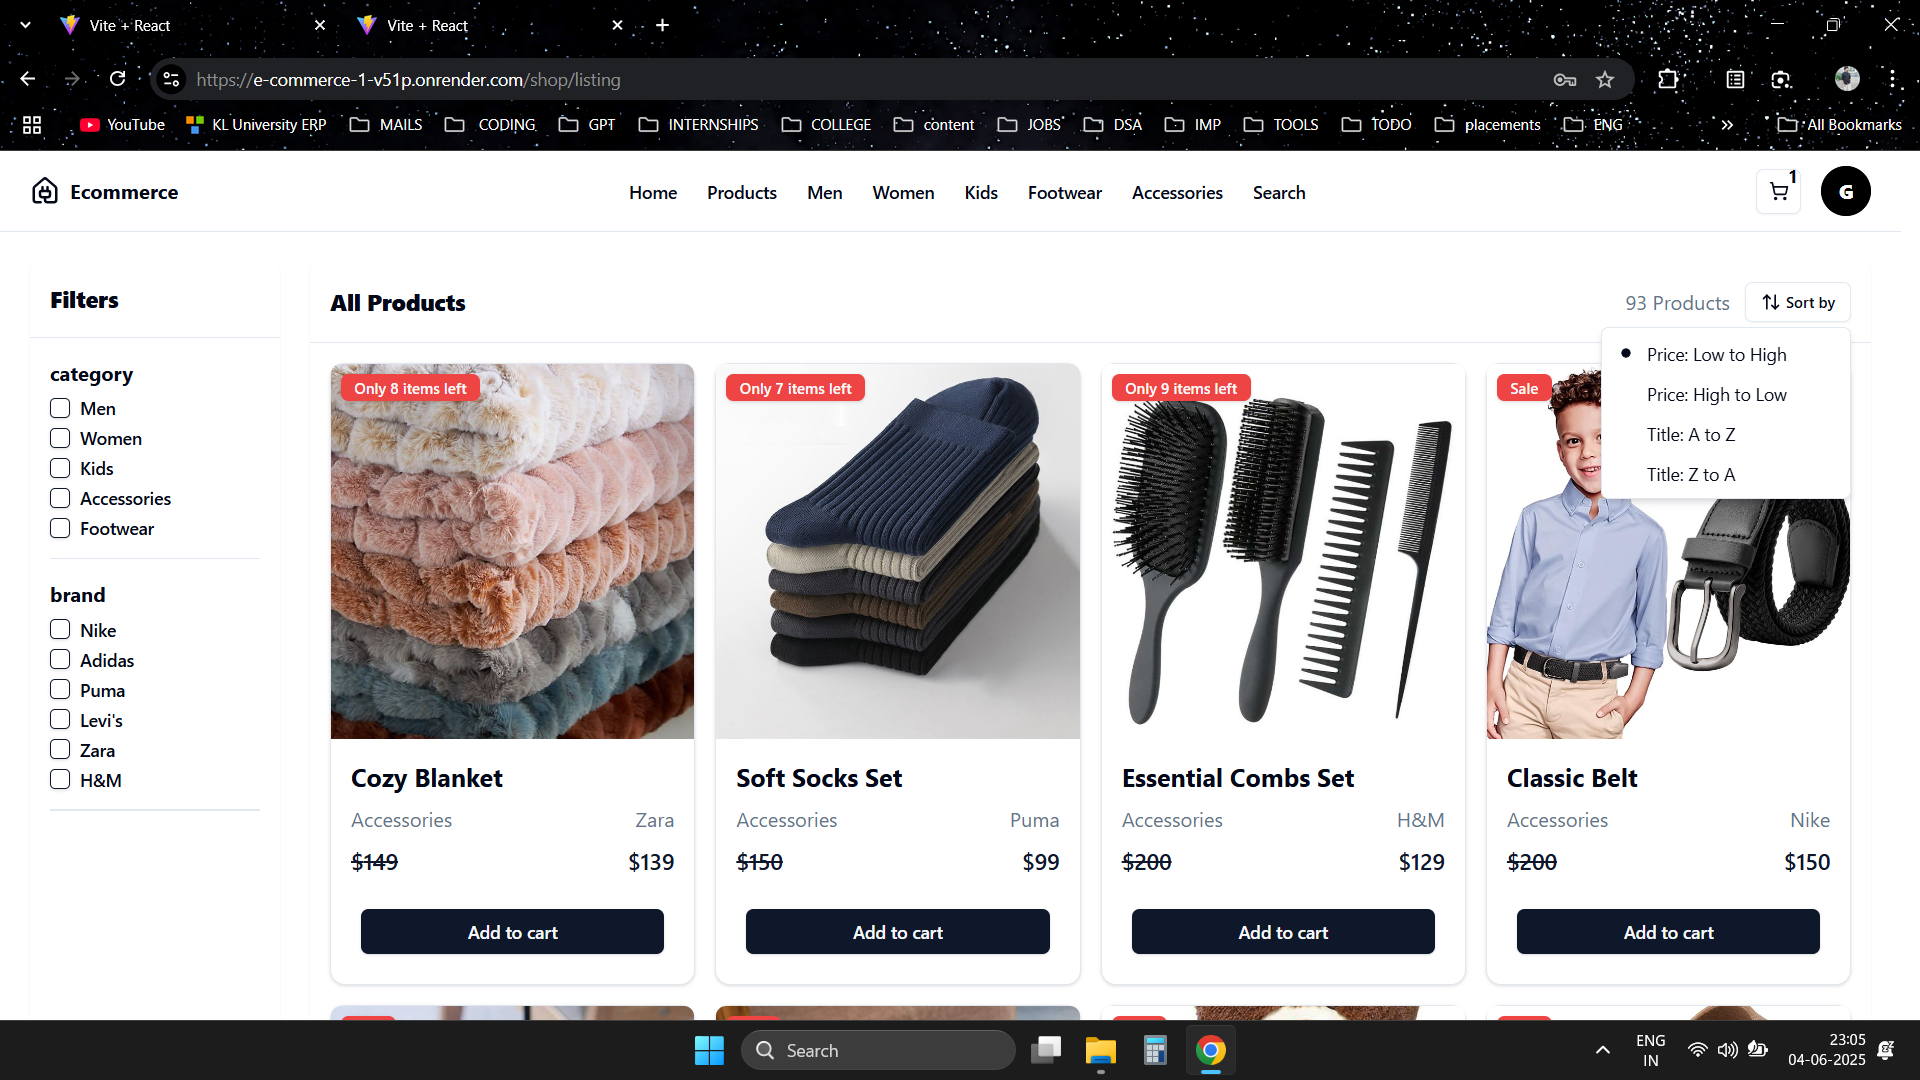 Vite + React
Vite + React
https://e-commerce-1-v51p.onrender.com/shop/listing
YouTube
KL University ERP
MAILS
CODING
GPT
INTERNSHIPS
COLLEGE
content
JOBS
DSA
IMP
TOOLS
TODO
placements
ENG
All Bookmarks
Ecommerce
Home
Products
Men
Women
Kids
Footwear
Accessories
Search
1
G
Filters
category
Men
Women
Kids
Accessories
Footwear
brand
Nike
Adidas
Puma
Levi's
Zara
H&M
All Products
93 Products
Sort by
Price: Low to High
Price: High to Low
Title: A to Z
Title: Z to A
Only 8 items left
Cozy Blanket
Accessories Zara
$149 $139
Add to cart
Only 7 items left
Soft Socks Set
Accessories Puma
$150 $99
Add to cart
Only 9 items left
Essential Combs Set
Accessories H&M
$200 $129
Add to cart
Sale
Classic Belt
Accessories Nike
$200 $150
Add to cart
Search
ENG
IN
23:05
04-06-2025